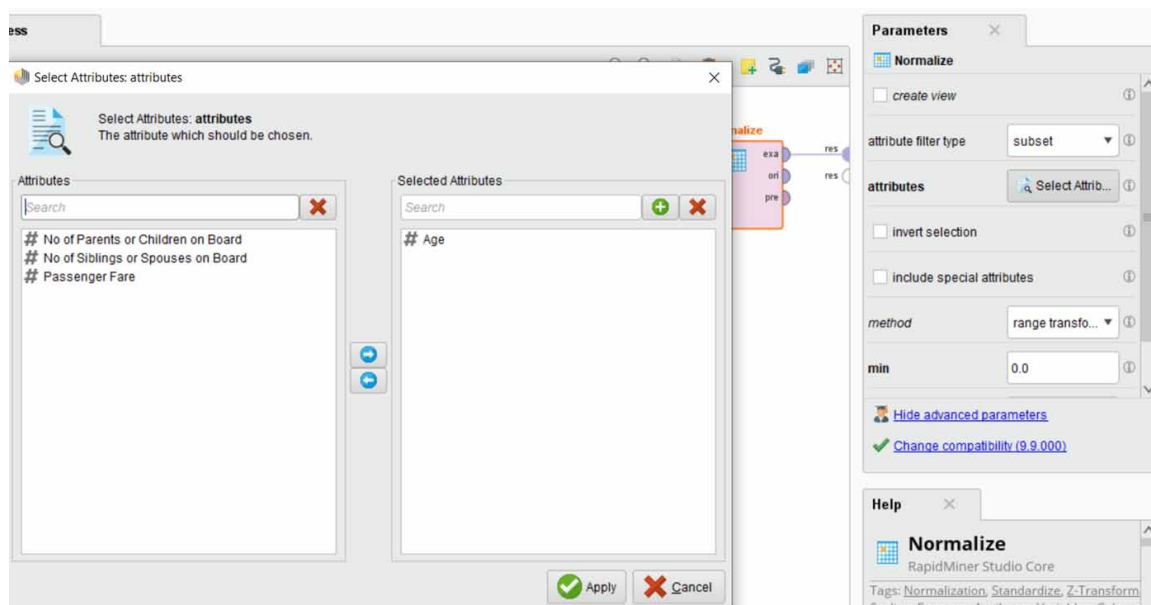 ess
Select Attributes: attributes
Select Attributes: attributes
The attribute which should be chosen.
Attributes
Search
# No of Parents or Children on Board
# No of Siblings or Spouses on Board
# Passenger Fare
Selected Attributes
Search
# Age
Apply
Cancel
nalize
exa
ori
pre
res
res
Parameters
Normalize
create view
attribute filter type
subset
attributes
Select Attrib...
invert selection
include special attributes
method
range transfo...
min
0.0
Hide advanced parameters
Change compatibility (9.9.000)
Help
Normalize
RapidMiner Studio Core
Tags: Normalization, Standardize, Z-Transform